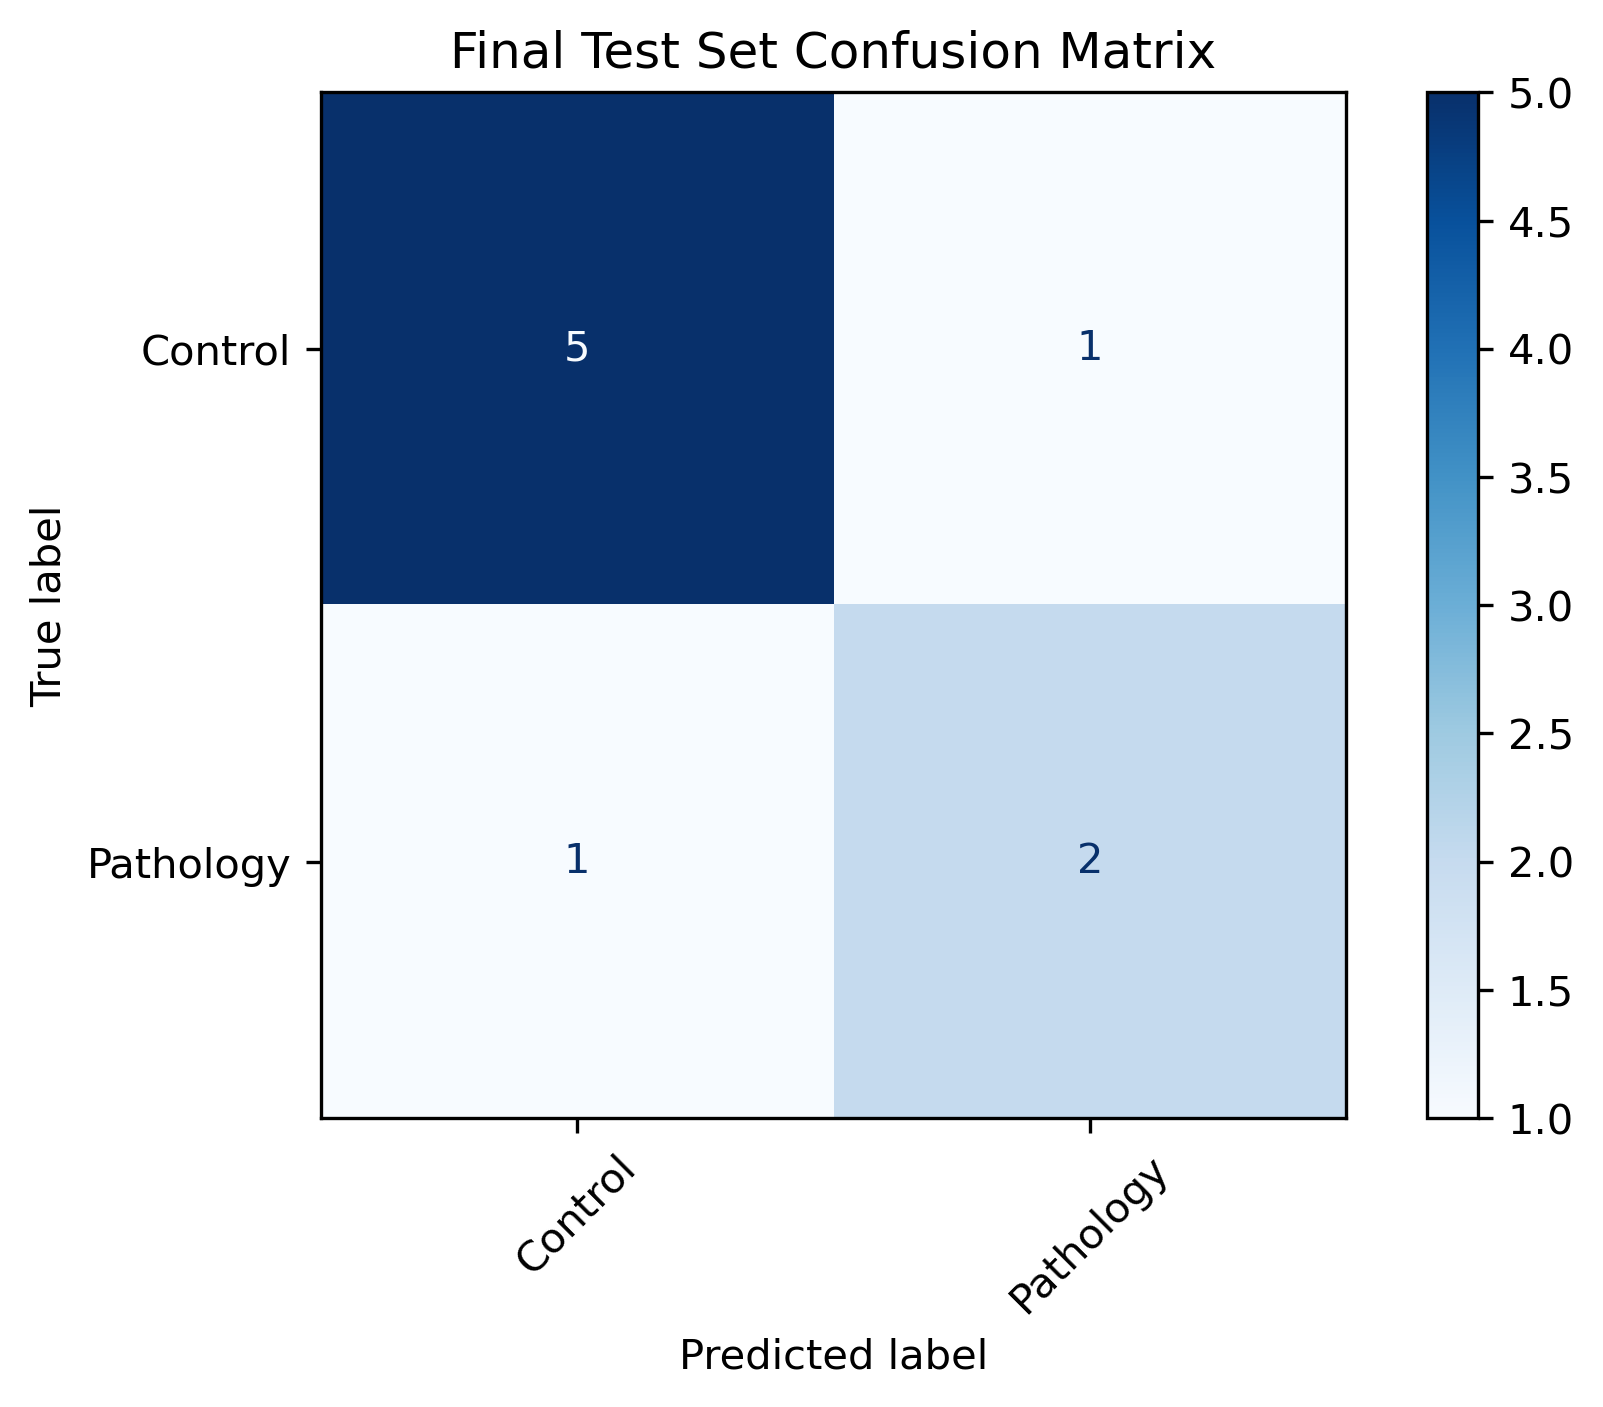 Final Test Set Confusion Matrix
True label
Control
Pathology
5
1
1
2
Control
Pathology
Predicted label
5.0
4.5
4.0
3.5
3.0
2.5
2.0
1.5
1.0